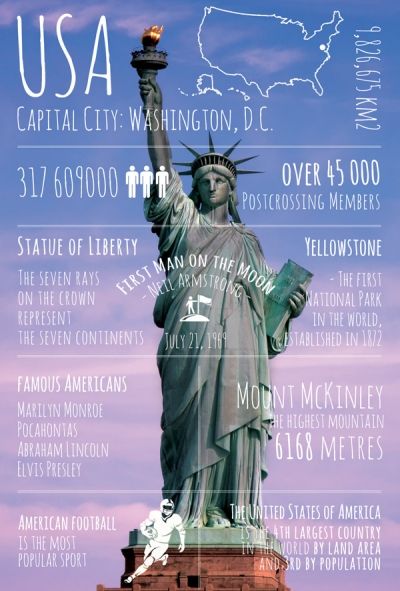 USA
9,826,675 KM2
CAPITAL CITY: WASHINGTON, D.C.
317 609000
OVER 45 000
POSTCROSSING MEMBERS
STATUE OF LIBERTY
THE SEVEN RAYS
ON THE CROWN
REPRESENT
THE SEVEN CONTINENTS
FIRST MAN ON THE MOON
- NEIL ARMSTRONG -
JULY 21, 1969
YELLOWSTONE
- THE FIRST
NATIONAL PARK
IN THE WORLD,
ESTABLISHED IN 1872
FAMOUS AMERICANS
MARILYN MONROE
POCAHONTAS
ABRAHAM LINCOLN
ELVIS PRESLEY
MOUNT MCKINLEY
THE HIGHEST MOUNTAIN
6168 METRES
AMERICAN FOOTBALL
IS THE MOST
POPULAR SPORT
THE UNITED STATES OF AMERICA
IS THE 4TH LARGEST COUNTRY
IN THE WORLD BY LAND AREA
AND 3RD BY POPULATION